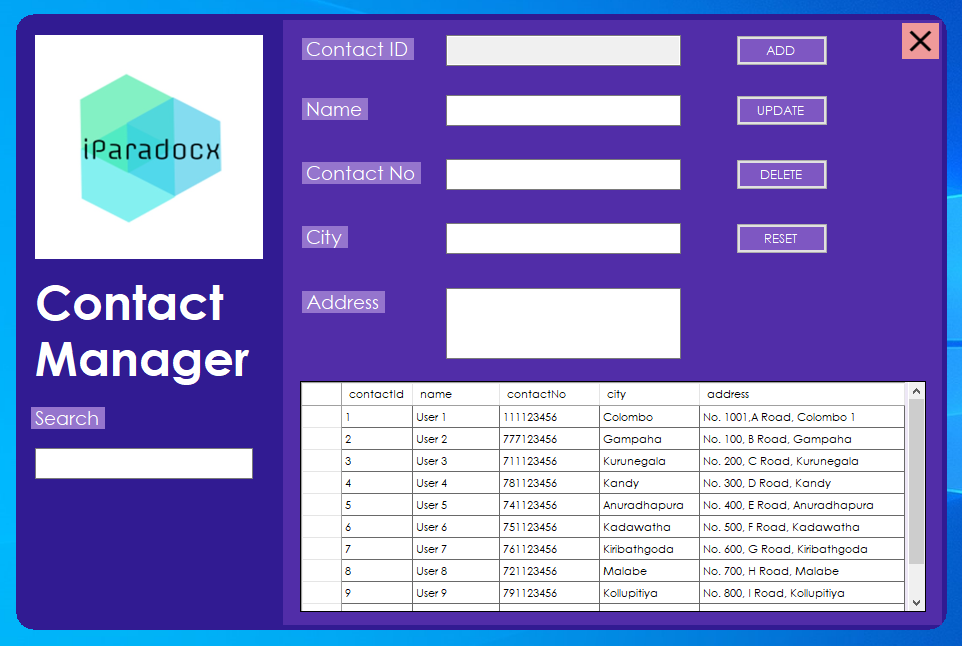 iParadocx
Contact
Manager
Search
Contact ID
ADD
Name
UPDATE
Contact No
DELETE
City
RESET
Address
contactId name contactNo city address
1 User 1 111123456 Colombo No. 1001,A Road, Colombo 1
2 User 2 777123456 Gampaha No. 100, B Road, Gampaha
3 User 3 711123456 Kurunegala No. 200, C Road, Kurunegala
4 User 4 781123456 Kandy No. 300, D Road, Kandy
5 User 5 741123456 Anuradhapura No. 400, E Road, Anuradhapura
6 User 6 751123456 Kadawatha No. 500, F Road, Kadawatha
7 User 7 761123456 Kiribathgoda No. 600, G Road, Kiribathgoda
8 User 8 721123456 Malabe No. 700, H Road, Malabe
9 User 9 791123456 Kollupitiya No. 800, I Road, Kollupitiya